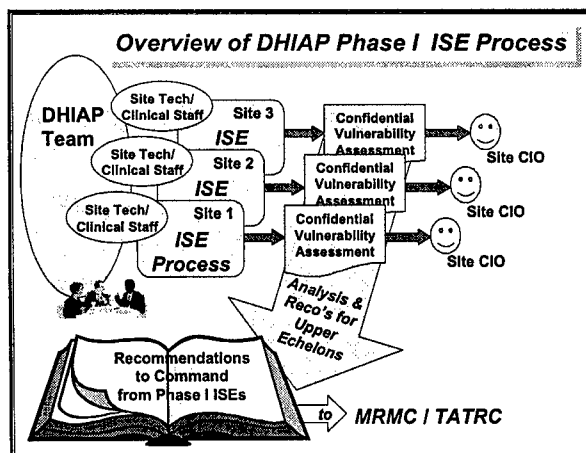 Overview of DHIAP Phase I ISE Process
DHIAP
Team
Site Tech/
Clinical Staff
Site 3
ISE
Confidential
Vulnerability
Assessment
Site CIO
Site Tech/
Clinical Staff
Site 2
ISE
Confidential
Vulnerability
Assessment
Site CIO
Site Tech/
Clinical Staff
Site 1
ISE
Process
Confidential
Vulnerability
Assessment
Site CIO
Analysis &
Reco's for
Upper
Echelons
Recommendations
to Command
from Phase I ISEs
to
MRMC / TATRC